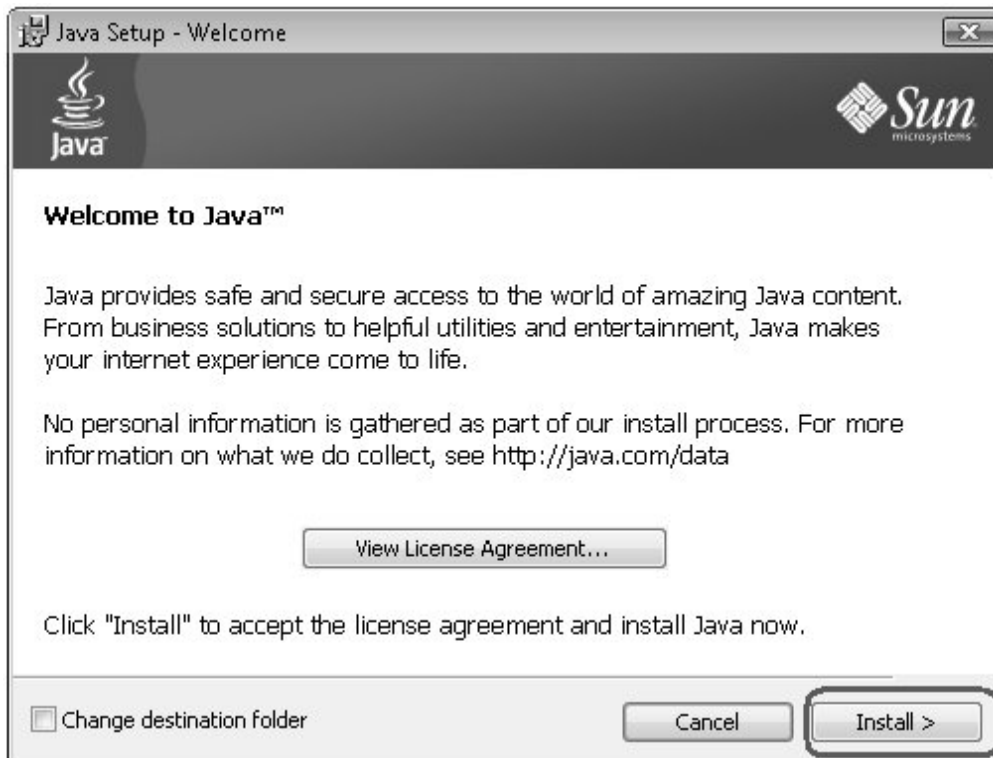 Java Setup - Welcome
Java
Sun
microsystems
Welcome to Java™
Java provides safe and secure access to the world of amazing Java content.
From business solutions to helpful utilities and entertainment, Java makes
your internet experience come to life.
No personal information is gathered as part of our install process. For more
information on what we do collect, see http://java.com/data
View License Agreement...
Click "Install" to accept the license agreement and install Java now.
Change destination folder
Cancel
Install >